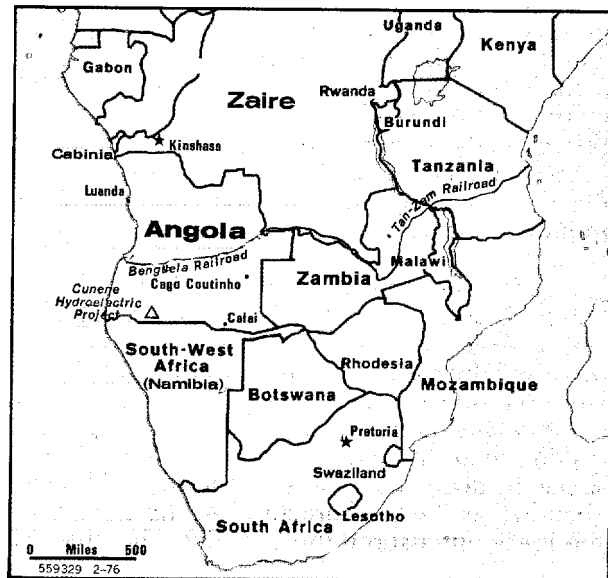 Uganda
Kenya
Gabon
Zaire
Rwanda
Burundi
Kinshasa
Cabinia
Tanzania
Luanda
Tan-Zam Railroad
Angola
Benguela Railroad
Malawi
Zambia
Cago Coutinho
Cunene
Hydroelectric
Project
Calai
South-West
Africa
(Namibia)
Rhodesia
Mozambique
Botswana
Pretoria
Swaziland
Lesotho
South Africa
0 Miles 500
559329 2-76